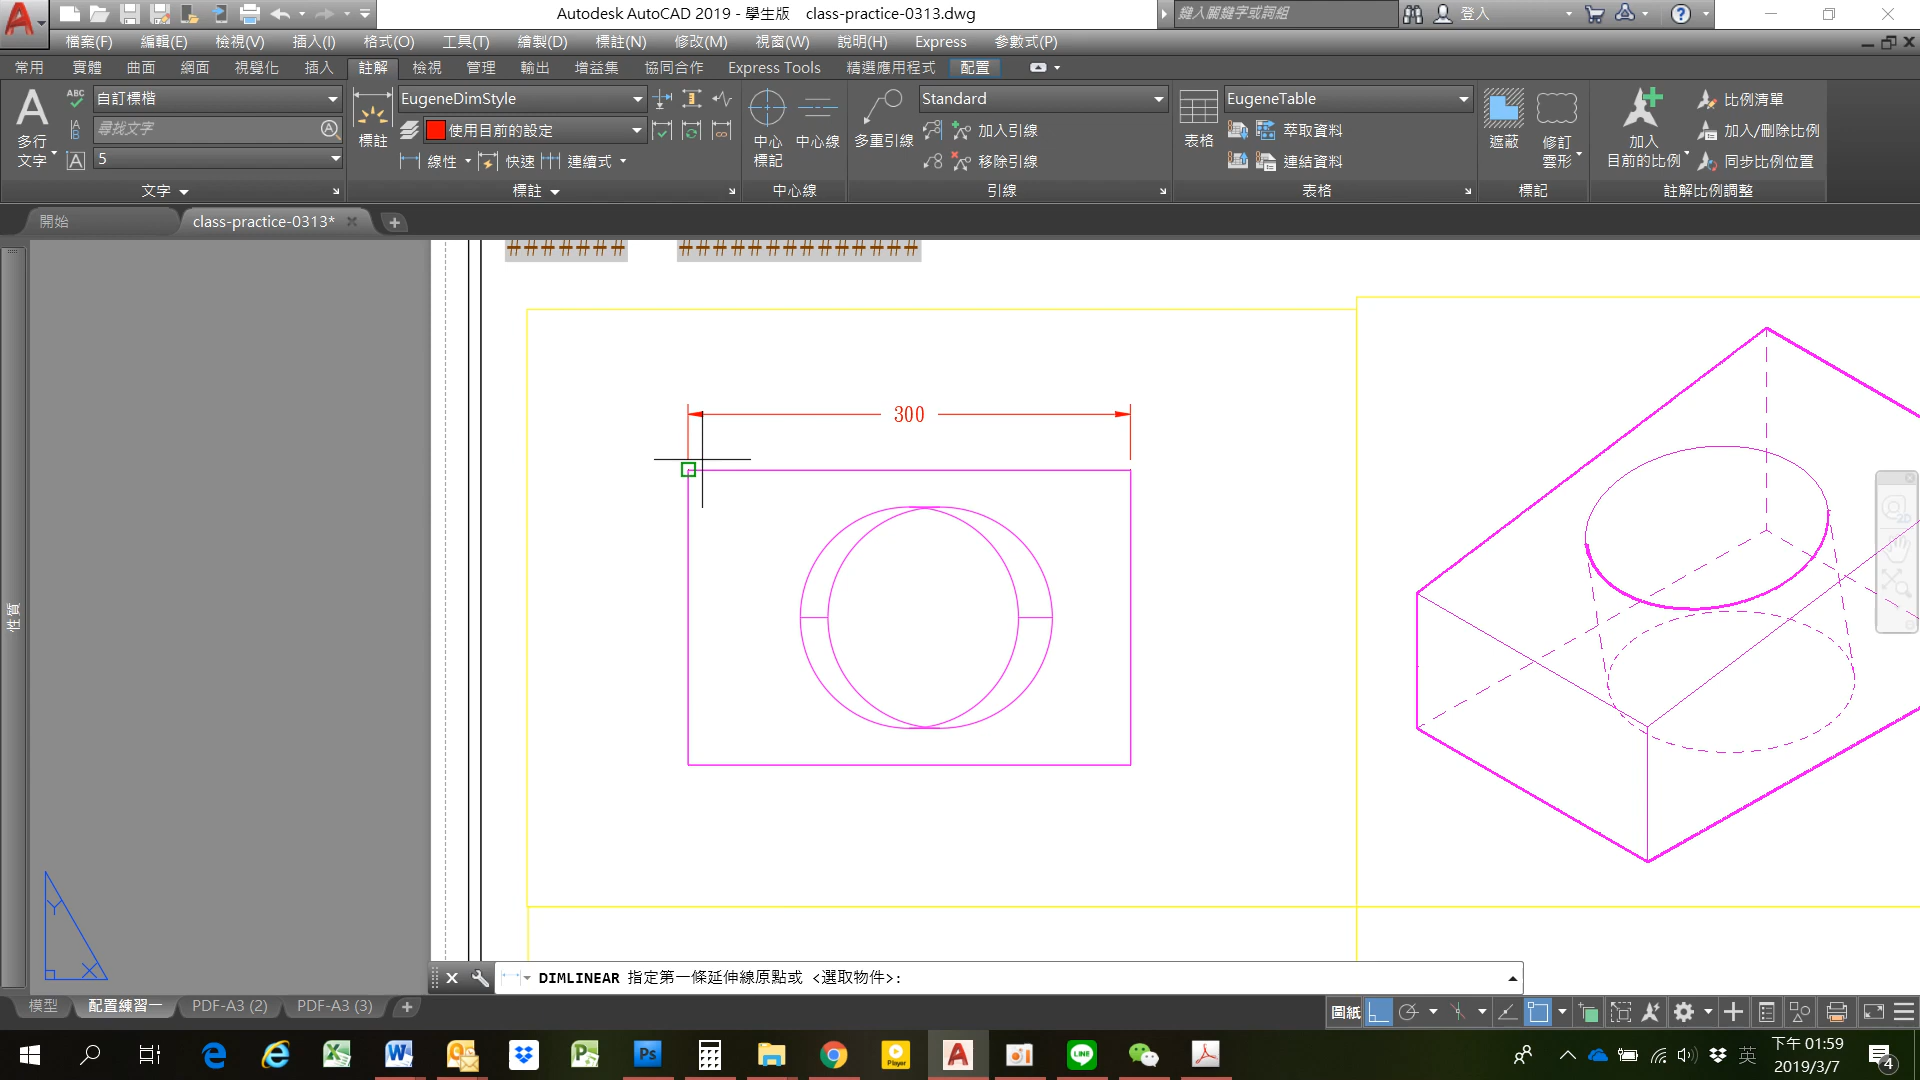 Autodesk AutoCAD 2019 - 學生版 class-practice-0313.dwg
鍵入關鍵字或詞組
登入
檔案(F) 編輯(E) 檢視(V) 插入(I) 格式(O) 工具(T) 繪製(D) 標註(N) 修改(M) 視窗(W) 說明(H) Express 參數式(P)
常用 實體 曲面 網面 視覺化 插入 註解 檢視 管理 輸出 增益集 協同合作 Express Tools 精選應用程式 配置
多行文字
自訂標楷
尋找文字
5
文字
標註
EugeneDimStyle
使用目前的設定
線性 快速 連續式
標註
中心標記
中心線
中心線
多重引線
Standard
加入引線
移除引線
引線
表格
EugeneTable
萃取資料
連結資料
表格
遮蔽
修訂雲形
標記
加入目前的比例
比例清單
加入/刪除比例
同步比例位置
註解比例調整
開始 class-practice-0313*
####### ##############
300
性質
Y
X
DIMLINEAR 指定第一條延伸線原點或 <選取物件>:
模型 配置練習一 PDF-A3 (2) PDF-A3 (3)
圖紙
英
下午 01:59
2019/3/7
4